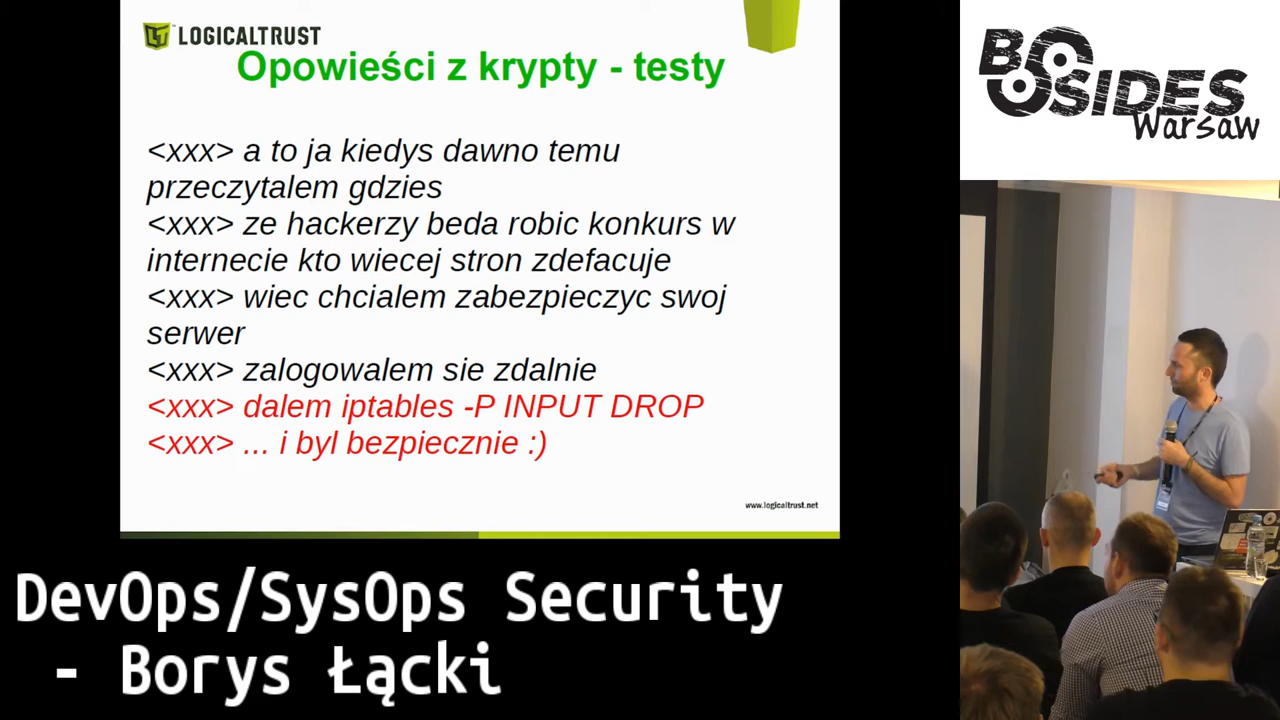 LOGICALTRUST
Opowieści z krypty - testy
<xxx> a to ja kiedys dawno temu
przeczytalem gdzies
<xxx> ze hackerzy beda robic konkurs w
internecie kto wiecej stron zdefacuje
<xxx> wiec chcialem zabezpieczyc swoj
serwer
<xxx> zalogowalem sie zdalnie
<xxx> dalem iptables -P INPUT DROP
<xxx> ... i byl bezpiecznie :)
www.logicaltrust.net
DevOps/SysOps Security
- Borys Łącki
BSIDES
Warsaw